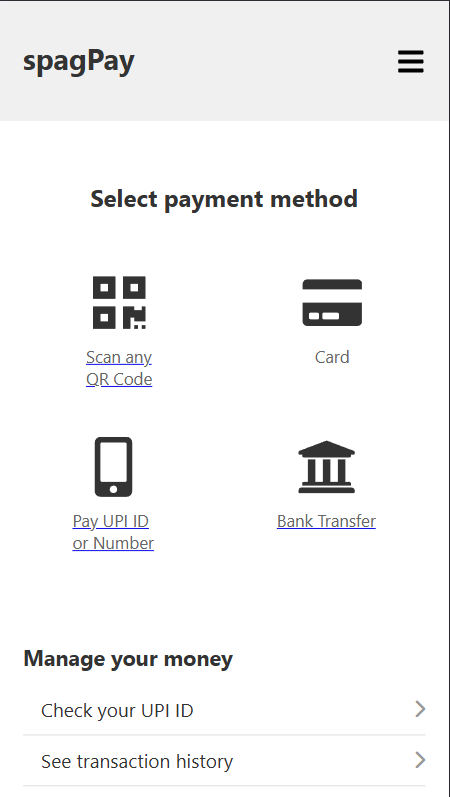 spagPay
Select payment method
Scan any
QR Code
Card
Pay UPI ID
or Number
Bank Transfer
Manage your money
Check your UPI ID
See transaction history